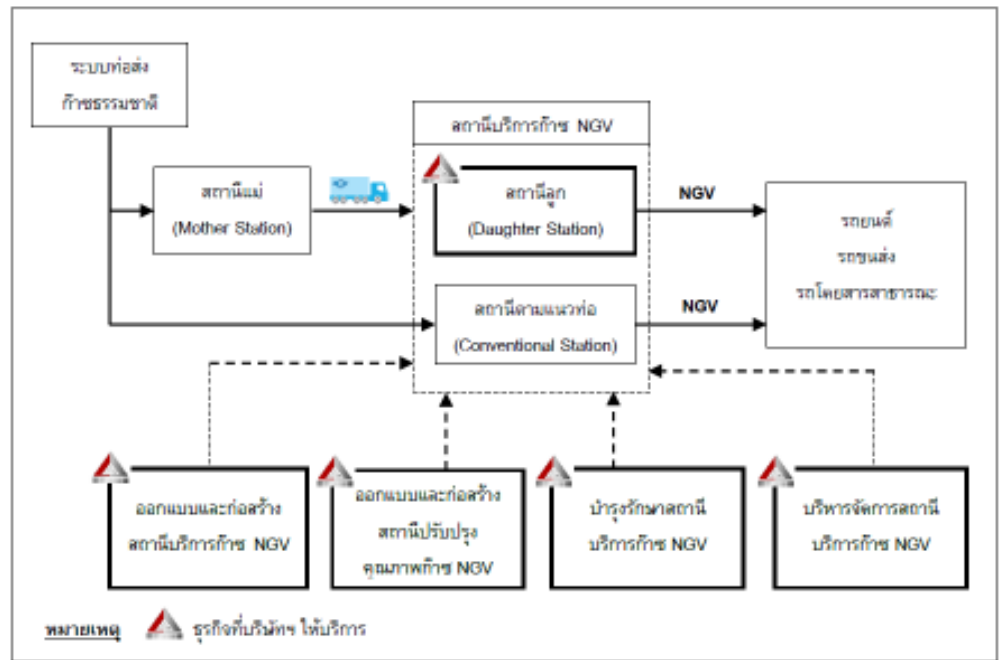 ระบบท่อส่ง
ก๊าซธรรมชาติ
สถานีบริการก๊าซ NGV
สถานีแม่
(Mother Station)
สถานีลูก
(Daughter Station)
NGV
รถยนต์
รถขนส่ง
รถโดยสารสาธารณะ
สถานีตามแนวท่อ
(Conventional Station)
NGV
ออกแบบและก่อสร้าง
สถานีบริการก๊าซ NGV
ออกแบบและก่อสร้าง
สถานีปรับปรุง
คุณภาพก๊าซ NGV
บำรุงรักษาสถานี
บริการก๊าซ NGV
บริหารจัดการสถานี
บริการก๊าซ NGV
หมายเหตุ ธุรกิจที่บริษัทฯ ให้บริการ